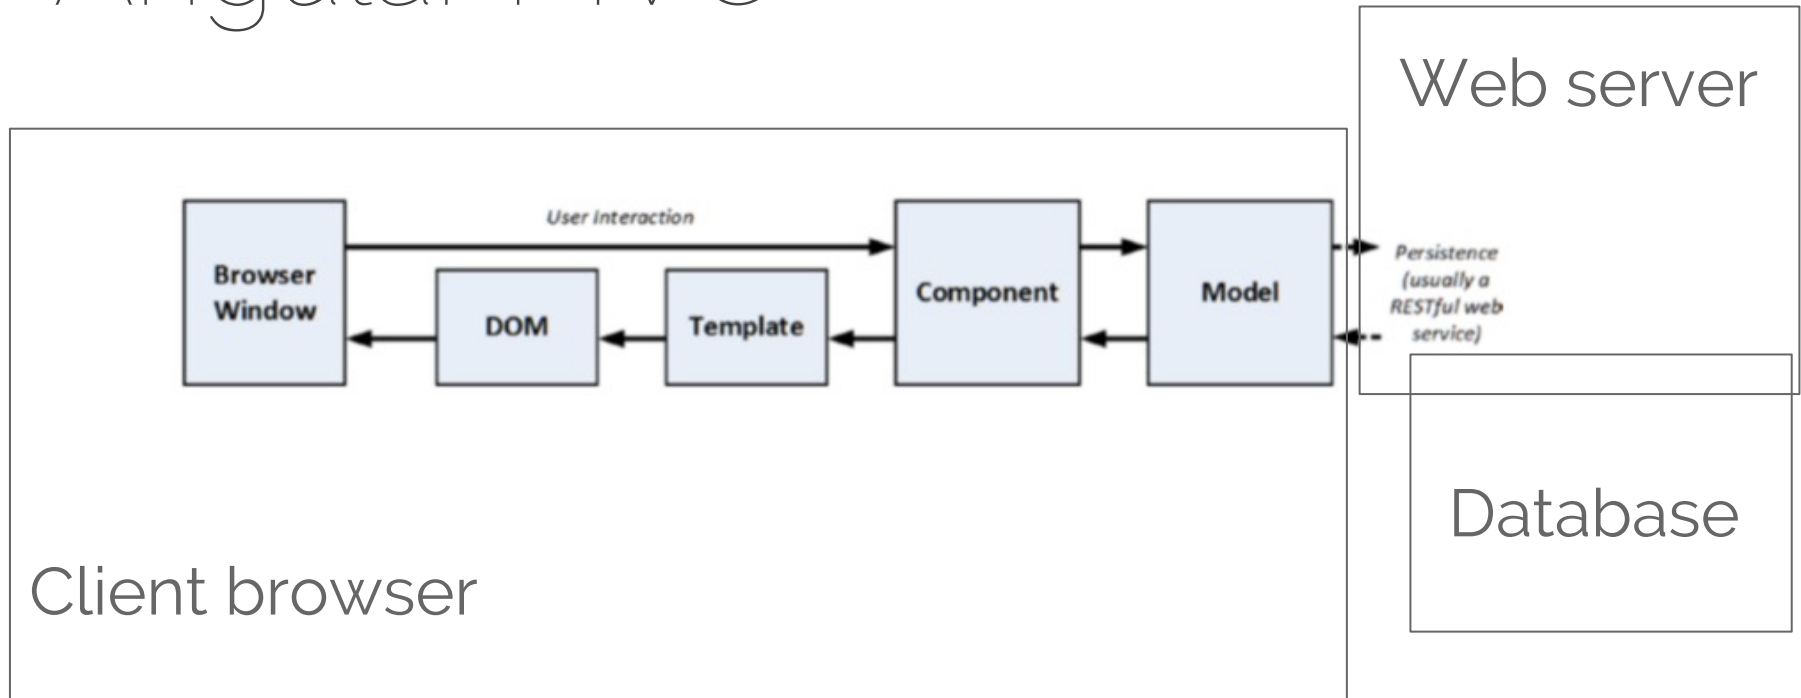 Web server
User Interaction
Browser
Window
DOM
Template
Component
Model
Persistence
(usually a
RESTful web
service)
Database
Client browser